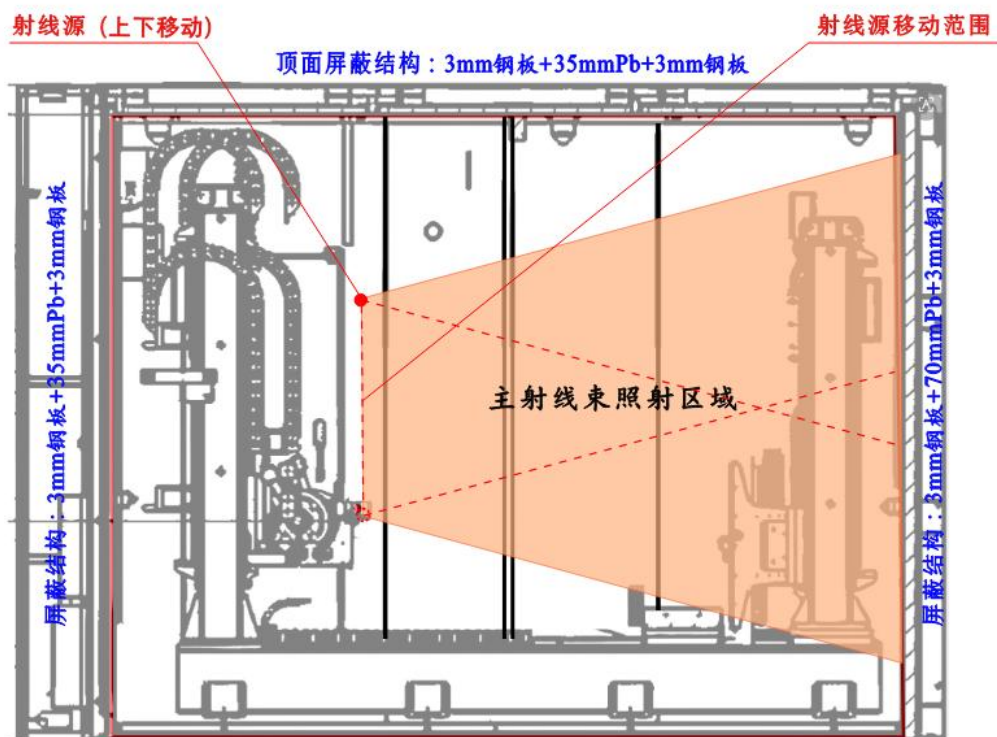 射线源 (上下移动)
射线源移动范围
顶面屏蔽结构：3mm钢板+35mmPb+3mm钢板
屏蔽结构：3mm钢板+35mmPb+3mm钢板
主射线束照射区域
屏蔽结构：3mm钢板+70mmPb+3mm钢板